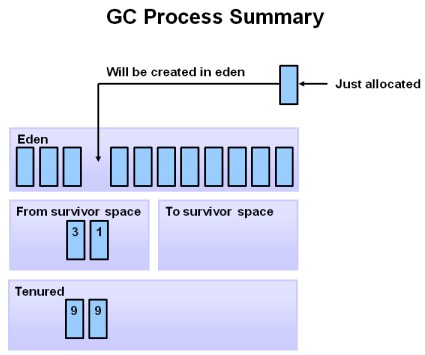 GC Process Summary
Will be created in eden
Just allocated
Eden
From survivor space
To survivor space
3 1
Tenured
9 9